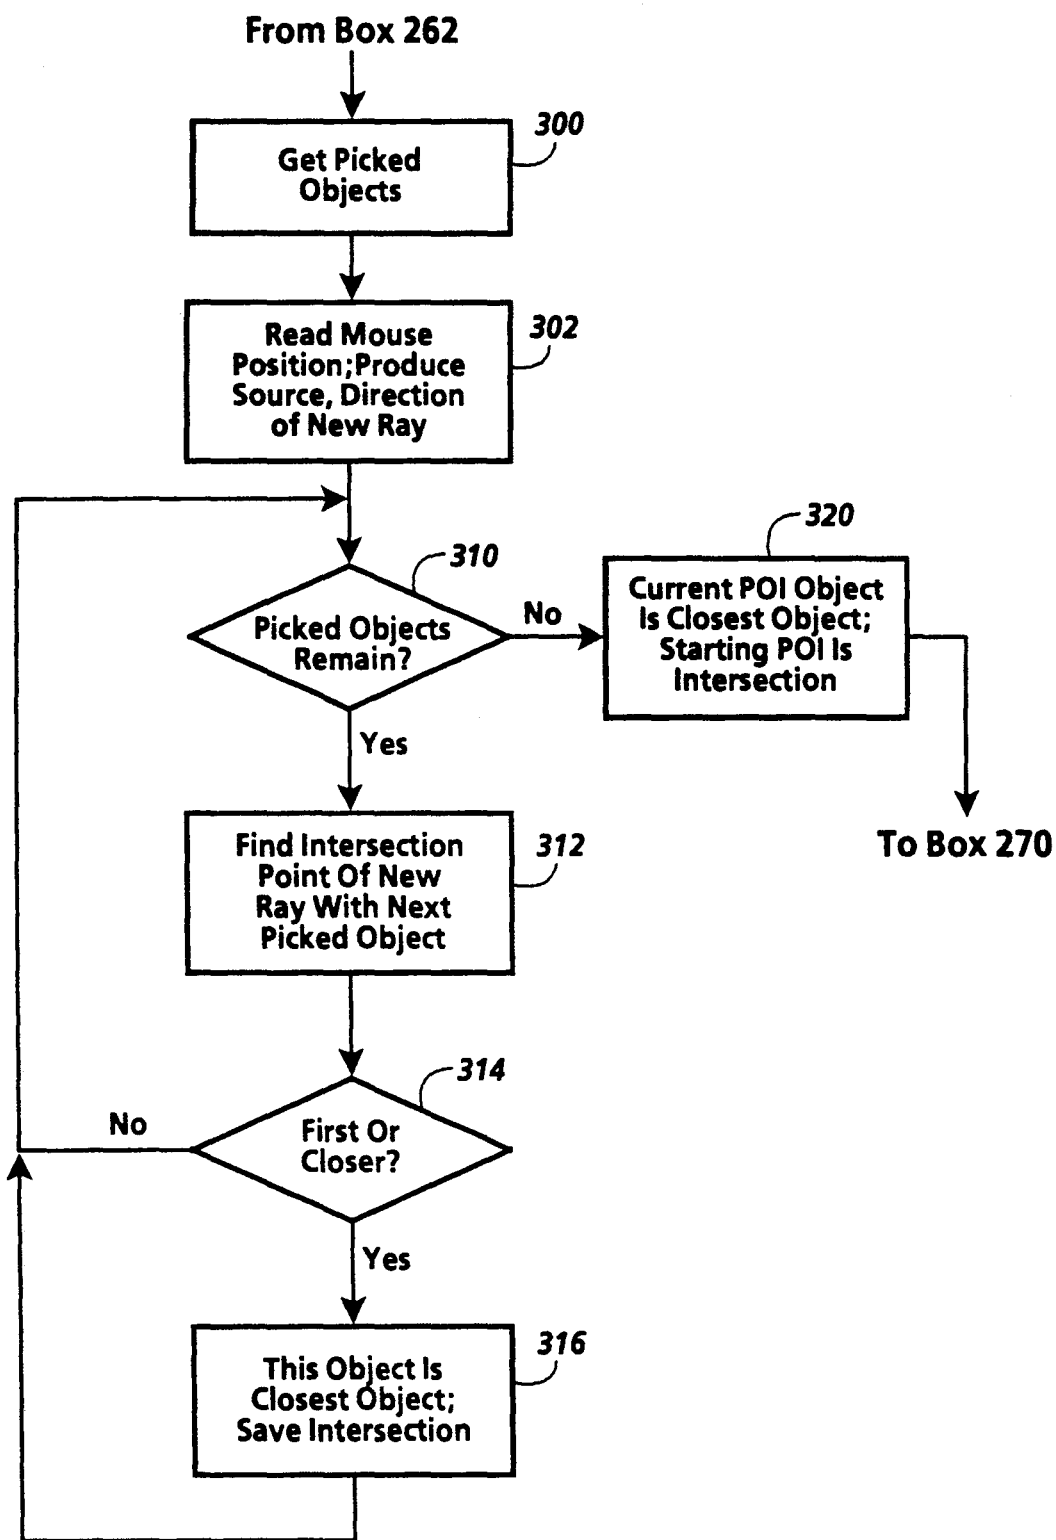 From Box 262
300
Get Picked
Objects
302
Read Mouse
Position;Produce
Source, Direction
of New Ray
310
Picked Objects
Remain?
No
320
Current POI Object
Is Closest Object;
Starting POI Is
Intersection
Yes
To Box 270
312
Find Intersection
Point Of New
Ray With Next
Picked Object
314
First Or
Closer?
No
Yes
316
This Object Is
Closest Object;
Save Intersection